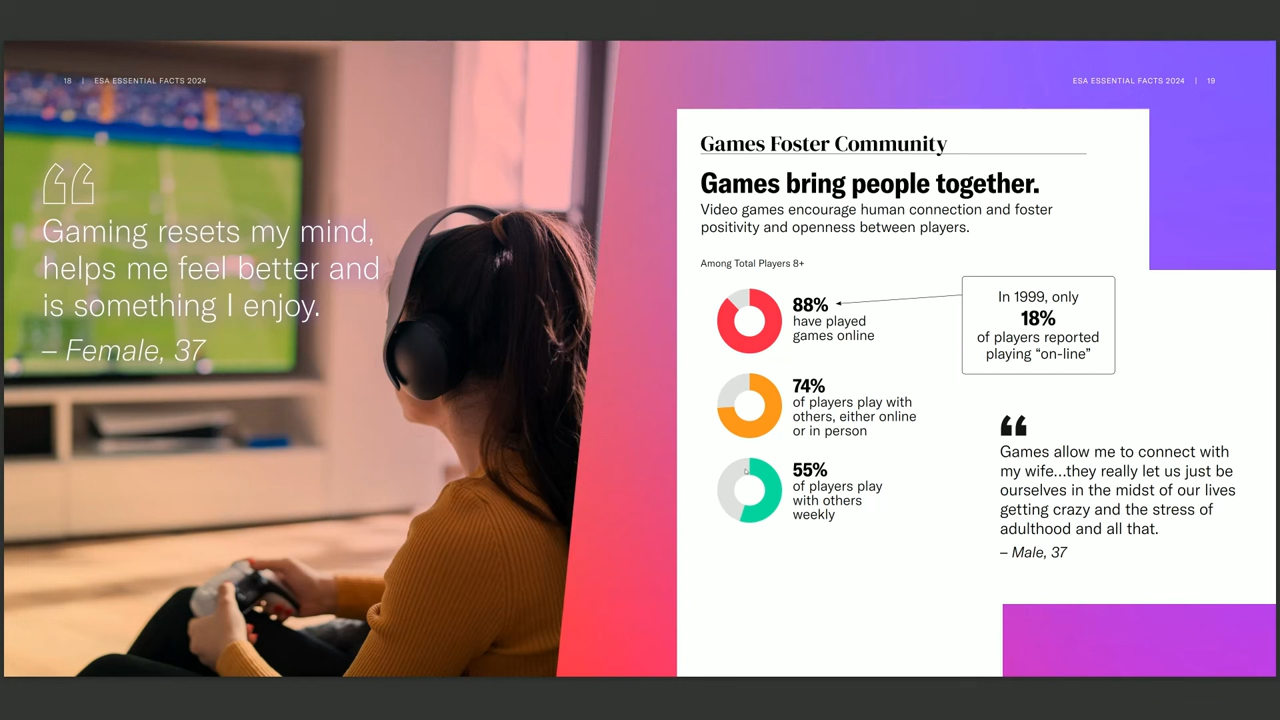 18 | ESA ESSENTIAL FACTS 2024
“
Gaming resets my mind,
helps me feel better and
is something I enjoy.
– Female, 37
ESA ESSENTIAL FACTS 2024 | 19
Games Foster Community
Games bring people together.
Video games encourage human connection and foster
positivity and openness between players.
Among Total Players 8+
88%
have played
games online
In 1999, only
18%
of players reported
playing “on-line”
74%
of players play with
others, either online
or in person
55%
of players play
with others
weekly
“
Games allow me to connect with
my wife...they really let us just be
ourselves in the midst of our lives
getting crazy and the stress of
adulthood and all that.
– Male, 37